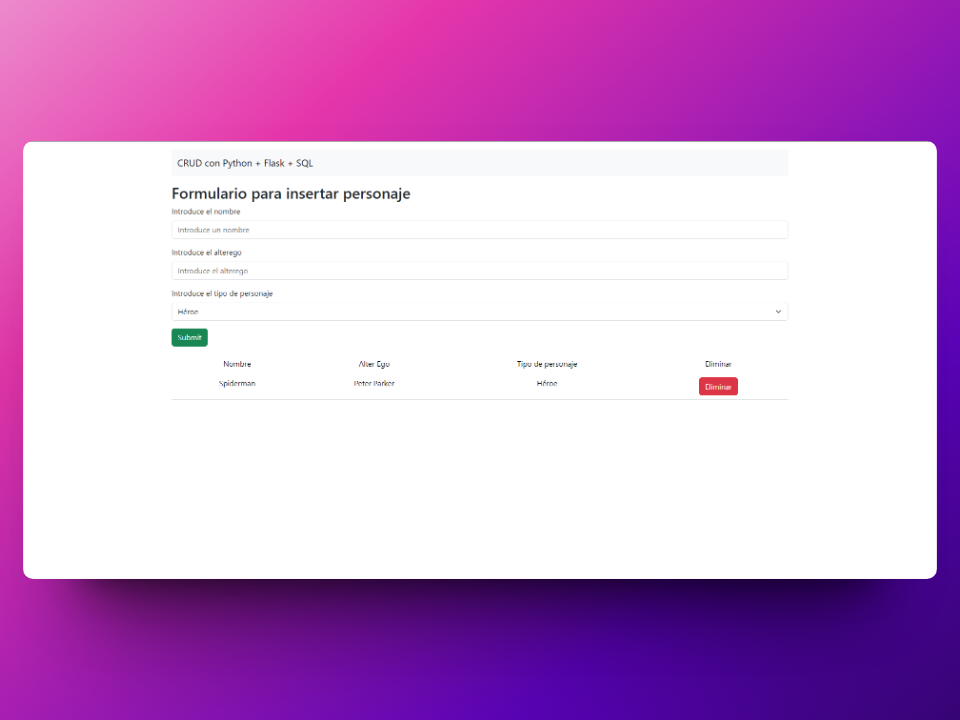 CRUD con Python + Flask + SQL
Formulario para insertar personaje
Introduce el nombre
Introduce un nombre
Introduce el alterego
Introduce el alterego
Introduce el tipo de personaje
Héroe
Submit
Nombre Alter Ego Tipo de personaje Eliminar
Spiderman Peter Parker Héroe Eliminar